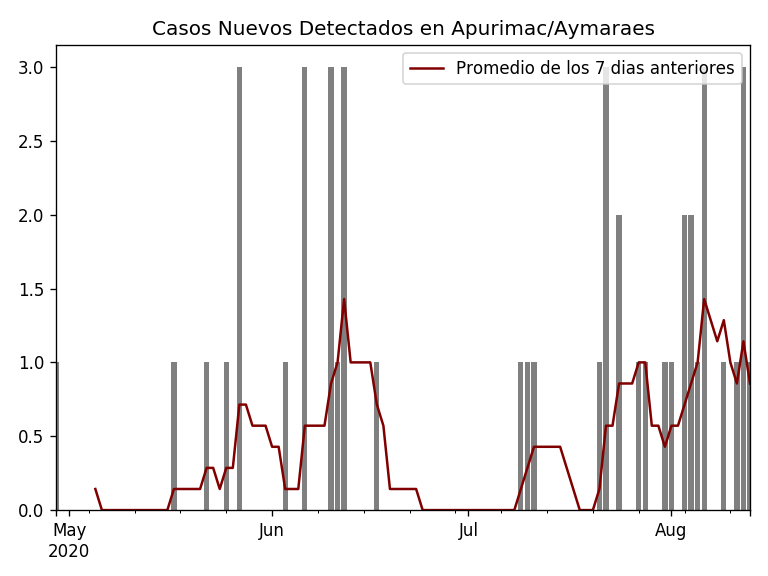 Casos Nuevos Detectados en Apurimac/Aymaraes
Promedio de los 7 dias anteriores
3.0
2.5
2.0
1.5
1.0
0.5
0.0
May Jun Jul Aug
2020